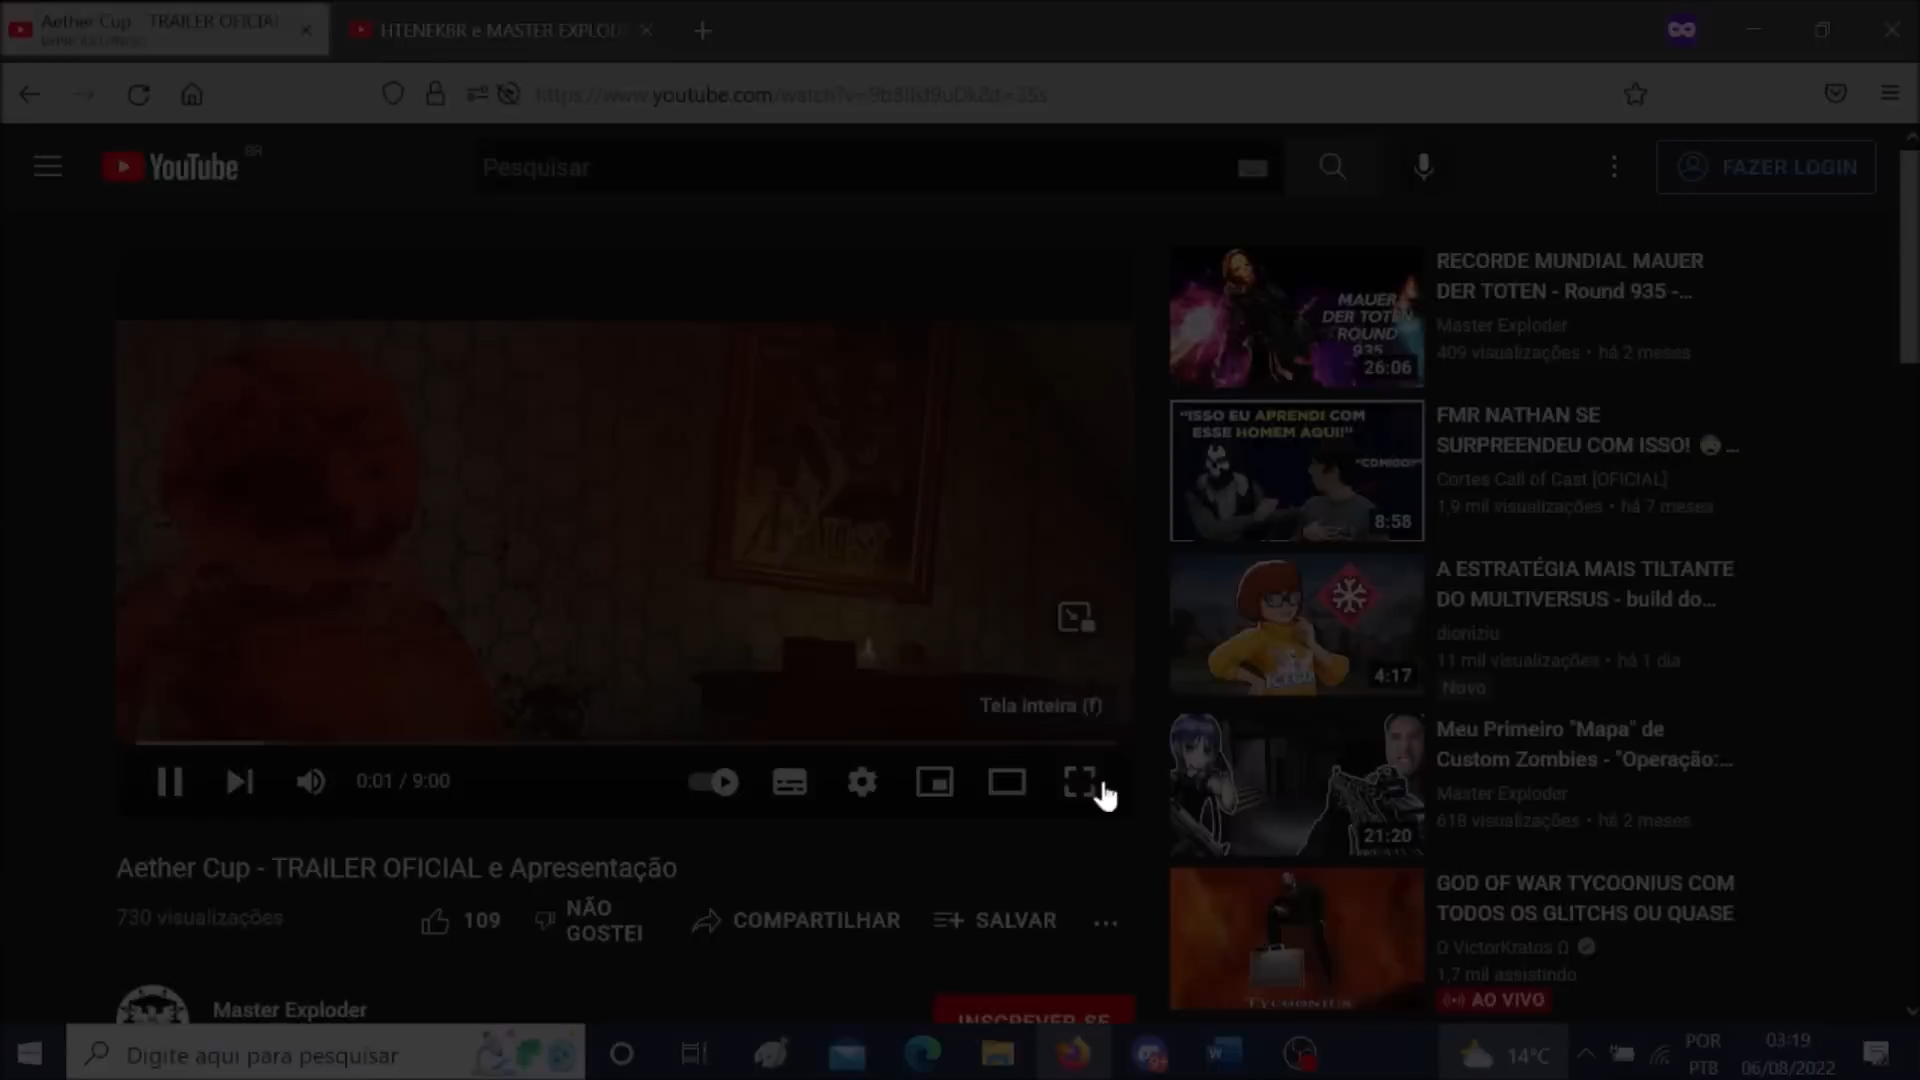 Aether Cup - TRAILER OFICIAL
HTENEKBR e MASTER EXPLOD
youtube.com
YouTube BR
Pesquisar
FAZER LOGIN
MAUER
DER TOTEN
ROUND
935
26:06
RECORDE MUNDIAL MAUER
DER TOTEN - Round 935 -...
Master Exploder
409 visualizações • há 2 meses
"ISSO EU APRENDI COM
ESSE HOMEM AQUI!"
"COMIGO?"
8:58
FMR NATHAN SE
SURPREENDEU COM ISSO! ...
Cortes Call of Cast [OFICIAL]
1,9 mil visualizações • há 7 meses
4:17
A ESTRATÉGIA MAIS TILTANTE
DO MULTIVERSUS - build do...
dioniziu
11 mil visualizações • há 1 dia
Novo
21:20
Meu Primeiro "Mapa" de
Custom Zombies - "Operação:...
Master Exploder
618 visualizações • há 2 meses
TYCOONIUS
GOD OF WAR TYCOONIUS COM
TODOS OS GLITCHS OU QUASE
O VictorKratos O
1,7 mil assistindo
AO VIVO
Tela inteira (f)
0:01 / 9:00
Aether Cup - TRAILER OFICIAL e Apresentação
730 visualizações
109
NÃO
GOSTEI
COMPARTILHAR
SALVAR
Master Exploder
INSCREVER-SE
Digite aqui para pesquisar
9+
14°C
POR
PTB
03:19
06/08/2022